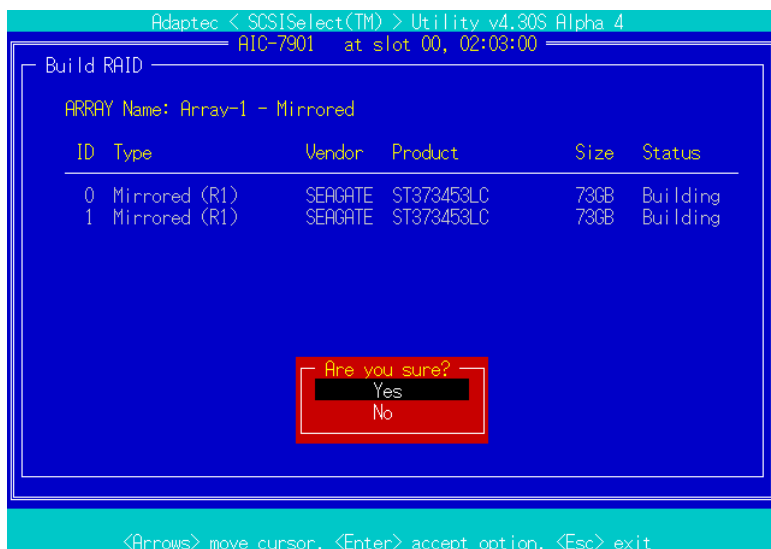 Adaptec < SCSISelect(TM) > Utility v4.30S Alpha 4
AIC-7901 at slot 00, 02:03:00
Build RAID
ARRAY Name: Array-1 - Mirrored
ID Type Vendor Product Size Status
0 Mirrored (R1) SEAGATE ST373453LC 73GB Building
1 Mirrored (R1) SEAGATE ST373453LC 73GB Building
Are you sure?
Yes
No
<Arrows> move cursor, <Enter> accept option, <Esc> exit